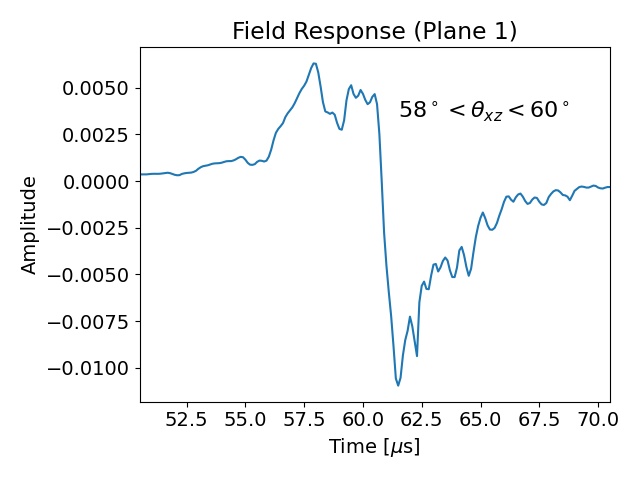 Field Response (Plane 1)
0.0050
0.0025
0.0000
−0.0025
−0.0050
−0.0075
−0.0100
Amplitude
58° < θxz < 60°
52.5 55.0 57.5 60.0 62.5 65.0 67.5 70.0
Time [μs]